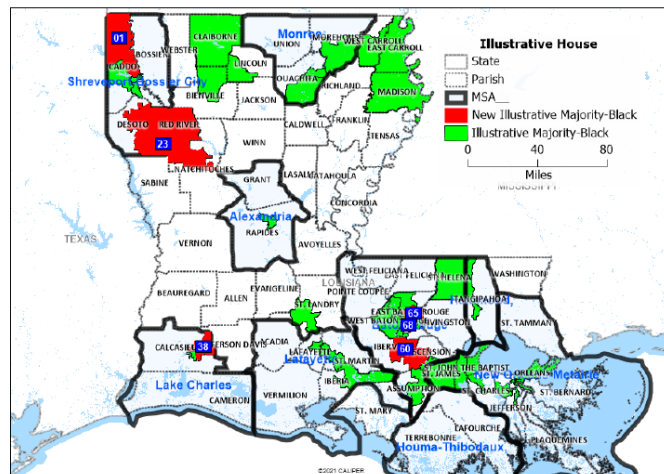 Illustrative House
State
Parish
MSA__
New Illustrative Majority-Black
Illustrative Majority-Black
0 40 80
Miles
01
CLAIBORNE
Monroe
MOREHOUSE
WEST CARROLL
EAST CARROLL
UNION
BOSSIER
WEBSTER
CADDO
LINCOLN
Shreveport-Bossier City
OUACHITA
RICHLAND
MADISON
BIENVILLE
JACKSON
DESOTO
RED RIVER
CALDWELL
FRANKLIN
TENSAS
23
WINN
NATCHITOCHES
SABINE
GRANT
LASALLE
CATAHOULA
CONCORDIA
MISSISSIPPI
TEXAS
Alexandria
RAPIDES
VERNON
AVOYELLES
LOUISIANA
WEST FELICIANA
EAST FELICIANA
ST. HELENA
WASHINGTON
BEAUREGARD
ALLEN
EVANGELINE
POINTE COUPEE
TANGIPAHOA
ST. LANDRY
EAST BATON ROUGE
65
68
WEST BATON
LIVINGSTON
ST. TAMMANY
CALCASIEU
38
JEFFERSON DAVIS
ACADIA
LAFAYETTE
Lafayette
ST. MARTIN
60
ASCENSION
Lake Charles
IBERIA
ASSUMPTION
ST. JAMES
ST. JOHN THE BAPTIST
ORLEANS
Metairie
ST. CHARLES
ST. BERNARD
CAMERON
VERMILION
ST. MARY
JEFFERSON
LAFOURCHE
PLAQUEMINES
TERREBONNE
Houma-Thibodaux
©2021 CALIPER